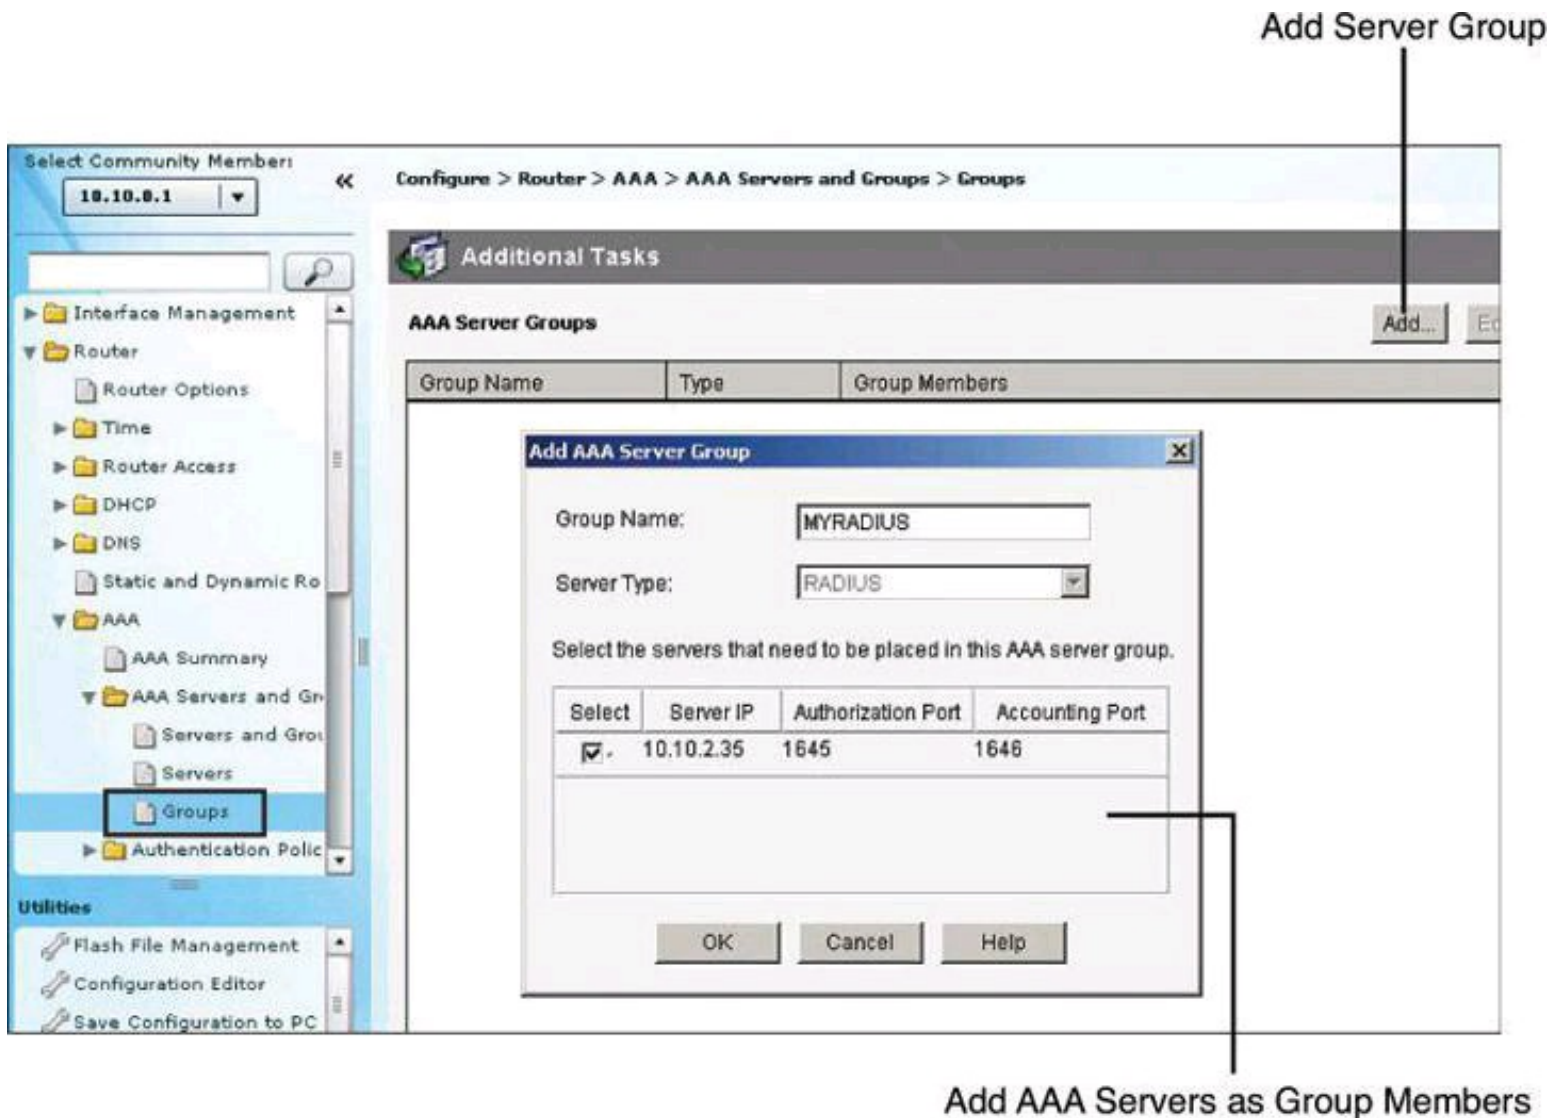 Add Server Group
Select Community Member:
10.10.0.1
«
Configure > Router > AAA > AAA Servers and Groups > Groups
Additional Tasks
Interface Management
Router
Router Options
Time
Router Access
DHCP
DNS
Static and Dynamic Ro
AAA
AAA Summary
AAA Servers and Gr
Servers and Grou
Servers
Groups
Authentication Polic
Utilities
Flash File Management
Configuration Editor
Save Configuration to PC
AAA Server Groups
Add...
Ed
Group Name Type Group Members
Add AAA Server Group
Group Name: MYRADIUS
Server Type: RADIUS
Select the servers that need to be placed in this AAA server group.
Select Server IP Authorization Port Accounting Port
10.10.2.35 1645 1646
OK Cancel Help
Add AAA Servers as Group Members